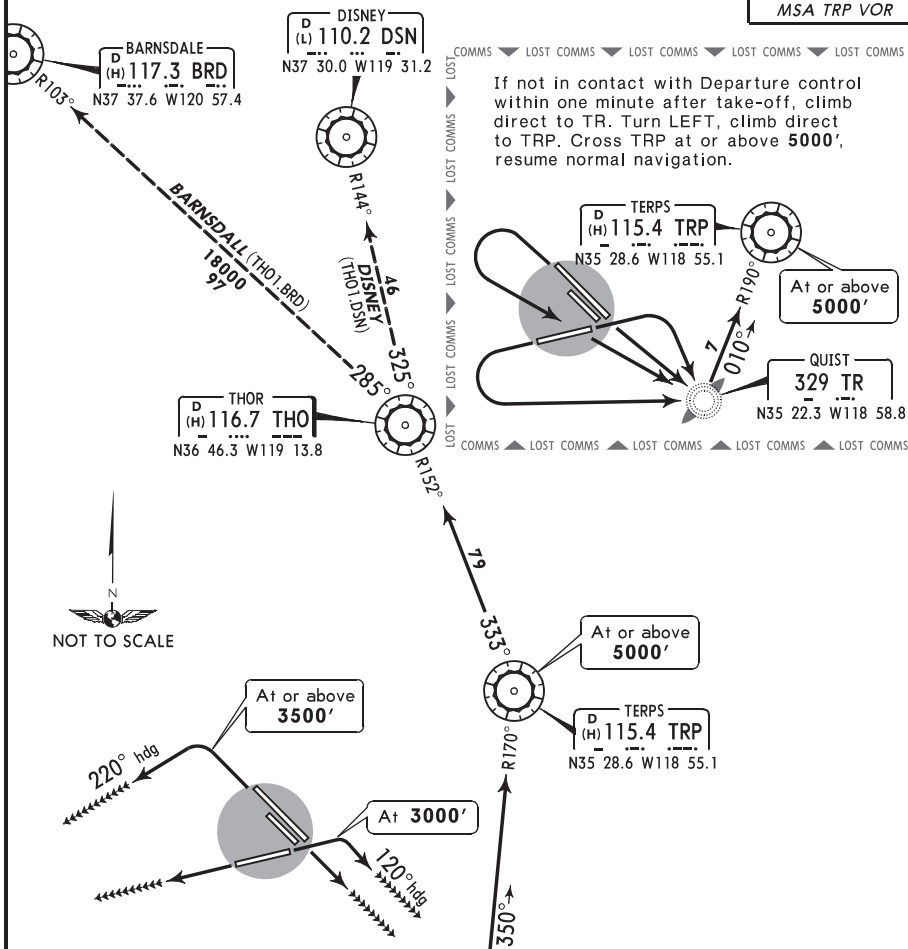 MSA TRP VOR
BARNSDALE
D
(H) 117.3 BRD
N37 37.6 W120 57.4
R103°
DISNEY
D
(L) 110.2 DSN
N37 30.0 W119 31.2
R144°
LOST COMMS LOST COMMS LOST COMMS LOST COMMS LOST COMMS
LOST COMMS LOST COMMS LOST COMMS LOST
If not in contact with Departure control
within one minute after take-off, climb
direct to TR. Turn LEFT, climb direct
to TRP. Cross TRP at or above 5000',
resume normal navigation.
TERPS
D
(H) 115.4 TRP
N35 28.6 W118 55.1
R190°
At or above
5000'
7
010°
QUIST
329 TR
N35 22.3 W118 58.8
COMMS LOST COMMS LOST COMMS LOST COMMS LOST COMMS
BARNSDALL (THO1.BRD)
18000
97
46
DISNEY
(THO1.DSN)
285°
325°
THOR
D
(H) 116.7 THO
N36 46.3 W119 13.8
R152°
79
333°
N
NOT TO SCALE
At or above
5000'
TERPS
D
(H) 115.4 TRP
N35 28.6 W118 55.1
R170°
350°
At or above
3500'
220° hdg
At 3000'
120° hdg